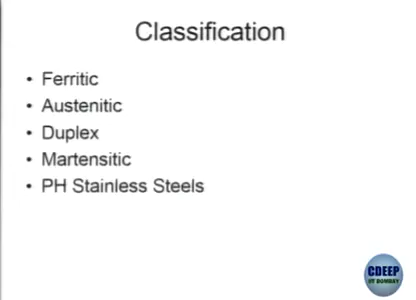 Classification
• Ferritic
• Austenitic
• Duplex
• Martensitic
• PH Stainless Steels
CDEEP
IIT BOMBAY